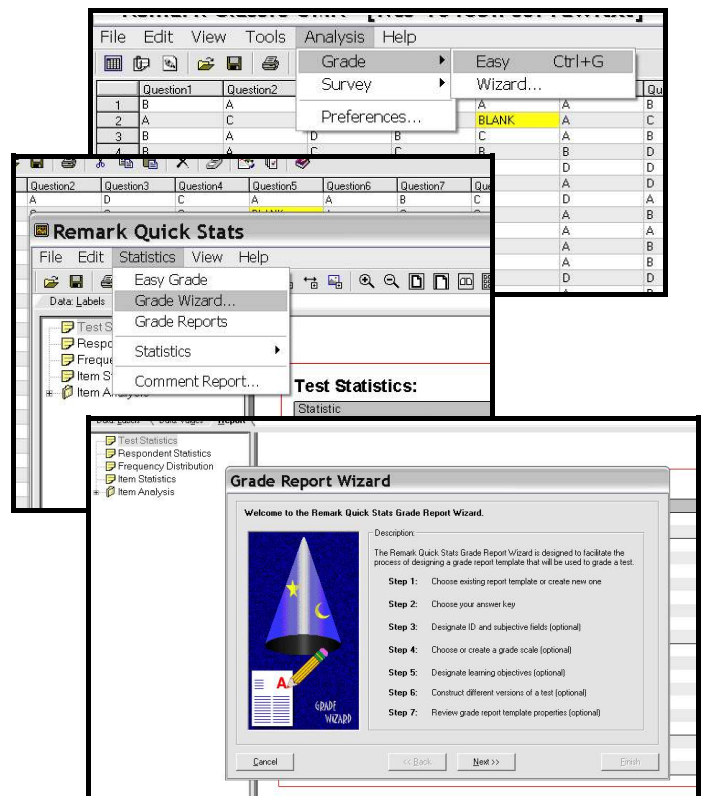 File Edit View Tools Analysis Help
Grade Easy Ctrl+G
Survey Wizard...
Preferences...
Question1 Question2 Qu
1 B A A A B
2 A C BLANK A C
3 B A D B C A B
4 B A C C B B D
D D
A D
D A
A B
A A
A B
A B
D D
Question2 Question3 Question4 Question5 Question6 Question7 Que
A D C A A B C
Remark Quick Stats
File Edit Statistics View Help
Easy Grade
Grade Wizard...
Grade Reports
Statistics
Comment Report...
Data: Labels
Test S
Respo
Freque
Item S
Item A
Test Statistics:
Statistic
Test Statistics
Respondent Statistics
Frequency Distribution
Item Statistics
Item Analysis
Grade Report Wizard
Welcome to the Remark Quick Stats Grade Report Wizard.
Description:
The Remark Quick Stats Grade Report Wizard is designed to facilitate the
process of designing a grade report template that will be used to grade a test.
Step 1: Choose existing report template or create new one
Step 2: Choose your answer key
Step 3: Designate ID and subjective fields (optional)
Step 4: Choose or create a grade scale (optional)
Step 5: Designate learning objectives (optional)
Step 6: Construct different versions of a test (optional)
Step 7: Review grade report template properties (optional)
A
GRADE
WIZARD
Cancel << Back Next >> Finish